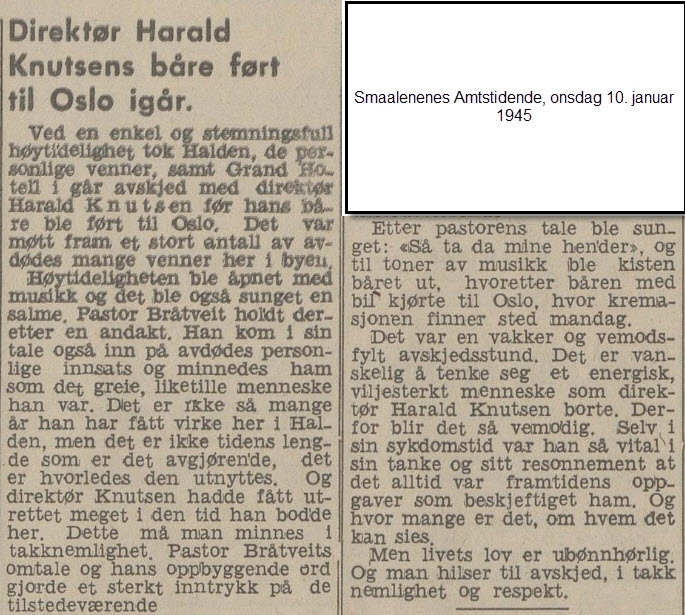 Direktør Harald
Knutsens båre ført
til Oslo igår.
Ved en enkel og stemningsfull
høytidelighet tok Halden, de per-
sonlige venner, samt Grand Ho-
tell i går avskjed med direktør
Harald Knutsen før hans bå-
re ble ført til Oslo. Det var
møtt fram et stort antall av av-
dødes mange venner her i byen.
Høytideligheten ble åpnet med
musikk og det ble også sunget en
salme. Pastor Bråtveit holdt der-
etter en andakt. Han kom i sin
tale også inn på avdødes person-
lige innsats og minnedes ham
som det greie, liketille menneske
han var. Det er ikke så mange
år han har fått virke her i Hal-
den, men det er ikke tidens leng-
de som er det avgjørende, det
er hvorledes den utnyttes. Og
direktør Knutsen hadde fått ut-
rettet meget i den tid han bodde
her. Dette må man minnes i
takknemlighet. Pastor Bråtveits
omtale og hans oppbyggende ord
gjorde et sterkt inntrykk på de
tilstedeværende
Smaalenenes Amtstidende, onsdag 10. januar
1945
Etter pastorens tale ble sun-
get: «Så ta da mine hender», og
til toner av musikk ble kisten
båret ut, hvoretter båren med
bil kjørte til Oslo, hvor krema-
sjonen finner sted mandag.
Det var en vakker og vemods-
fylt avskjedsstund. Det er van-
skelig å tenke seg et energisk,
viljesterkt menneske som direk-
tør Harald Knutsen borte. Der-
for blir det så vemodig. Selv i
sin sykdomstid var han så vital i
sin tanke og sitt resonnement at
det alltid var framtidens opp-
gaver som beskjeftiget ham. Og
hvor mange er det, om hvem det
kan sies.
Men livets lov er ubønnhørlig.
Og man hilser til avskjed, i takk
nemlighet og respekt.